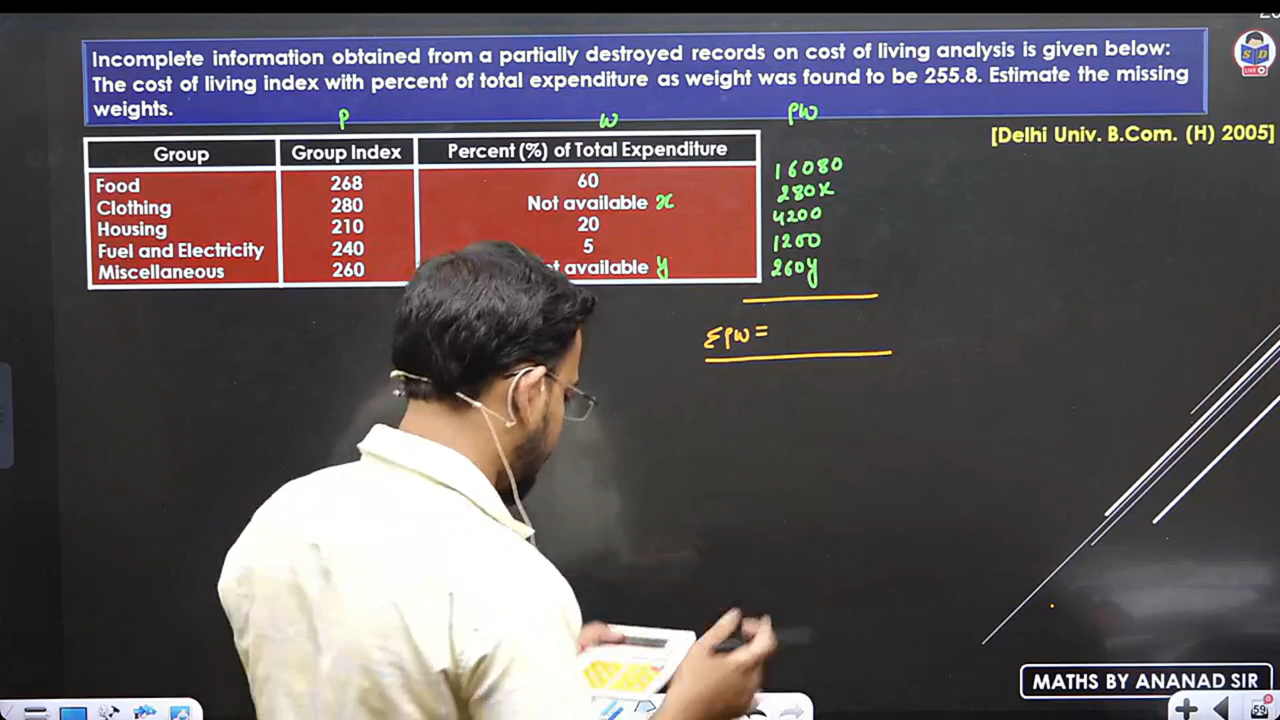 Incomplete information obtained from a partially destroyed records on cost of living analysis is given below:
The cost of living index with percent of total expenditure as weight was found to be 255.8. Estimate the missing
weights.
P w PW
[Delhi Univ. B.Com. (H) 2005]
Group Group Index Percent (%) of Total Expenditure
Food 268 60 16080
Clothing 280 Not available x 280x
Housing 210 20 4200
Fuel and Electricity 240 5 1200
Miscellaneous 260 available y 260y
ΣPW =
MATHS BY ANANAD SIR
SD
LIVE
59